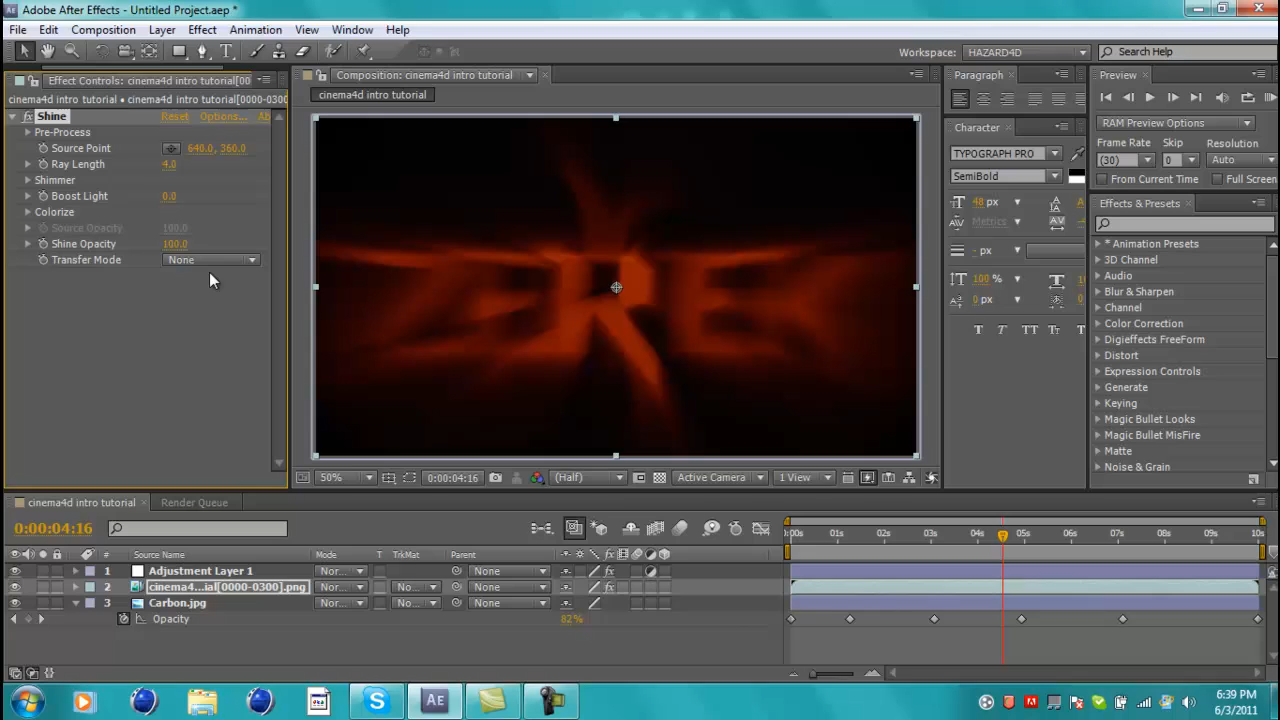 Adobe After Effects - Untitled Project.aep *
File Edit Composition Layer Effect Animation View Window Help
Workspace: HAZARD4D Search Help
Effect Controls: cinema4d intro tutorial[00
cinema4d intro tutorial • cinema4d intro tutorial[0000-0300
fx Shine Reset Options... Ab
Pre-Process
Source Point 640.0, 360.0
Ray Length 4.0
Shimmer
Boost Light 0.0
Colorize
Source Opacity 100.0
Shine Opacity 100.0
Transfer Mode None
Composition: cinema4d intro tutorial
cinema4d intro tutorial
50% 0:00:04:16 (Half) Active Camera 1 View
Paragraph
Character
TYPOGRAPH PRO
SemiBold
48 px
Metrics
- px
100 %
0 px
T T TT T
Preview
RAM Preview Options
Frame Rate Skip Resolution
(30) 0 Auto
From Current Time Full Screen
Effects & Presets
* Animation Presets
3D Channel
Audio
Blur & Sharpen
Channel
Color Correction
Digieffects FreeForm
Distort
Expression Controls
Generate
Keying
Magic Bullet Looks
Magic Bullet MisFire
Matte
Noise & Grain
cinema4d intro tutorial Render Queue
0:00:04:16
0:00s 01s 02s 03s 04s 05s 06s 07s 08s 09s 10s
# Source Name Mode T TrkMat Parent
1 Adjustment Layer 1 Nor... None
2 cinema4...ial[0000-0300].png Nor... No... None
3 Carbon.jpg Nor... No... None
Opacity 82%
6:39 PM
6/3/2011